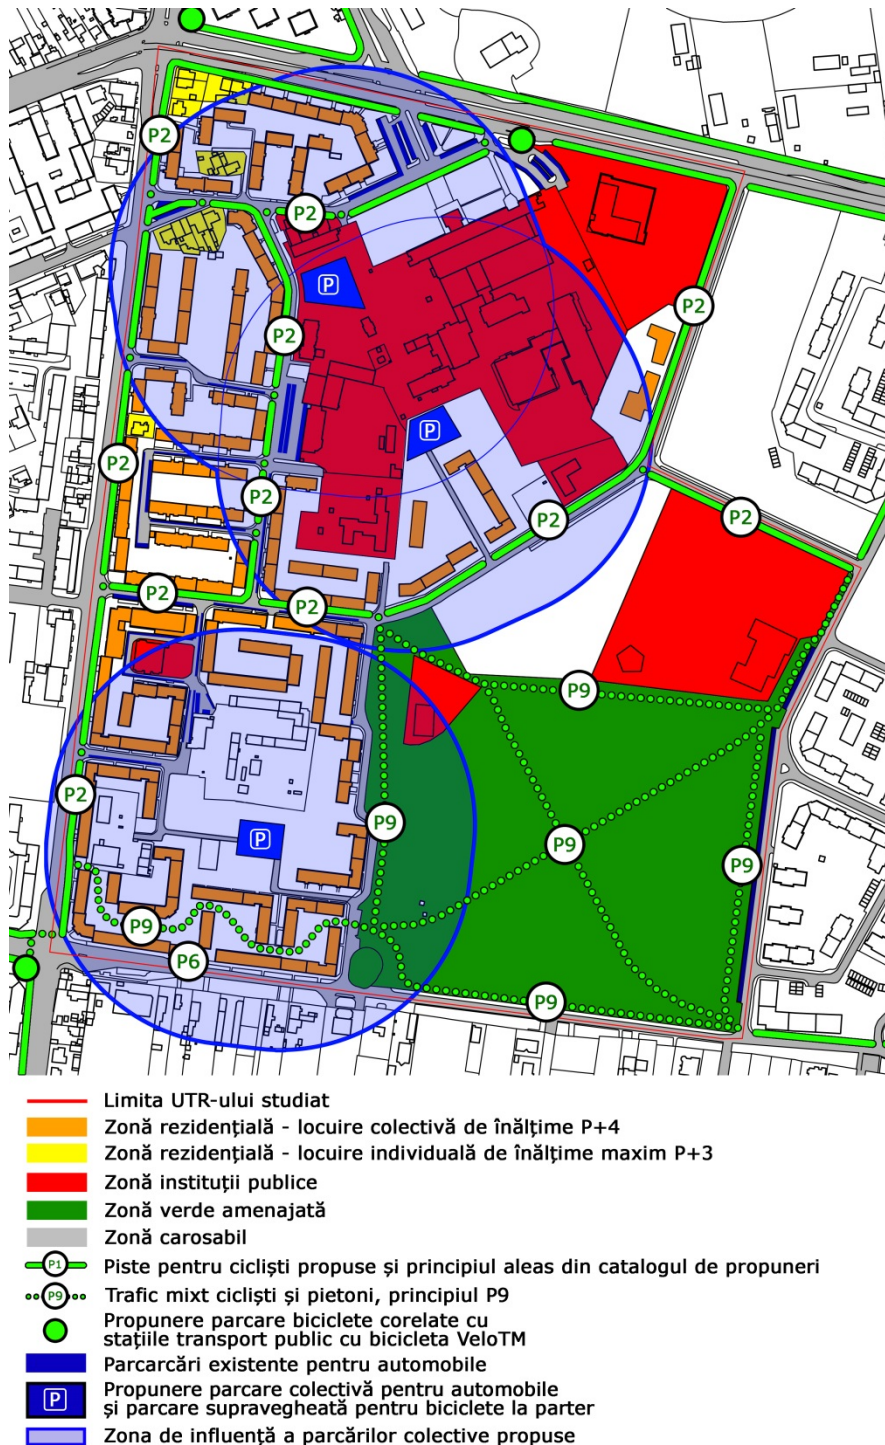 P2
P2
P
P2
P2
P
P2
P2
P2
P2
P2
P2
P9
P2
P9
P9
P9
P9
P6
P9
Limita UTR-ului studiat
Zonă rezidențială - locuire colectivă de înălțime P+4
Zonă rezidențială - locuire individuală de înălțime maxim P+3
Zonă instituții publice
Zonă verde amenajată
Zonă carosabil
P1 Piste pentru cicliști propuse și principiul aleas din catalogul de propuneri
P9 Trafic mixt cicliști și pietoni, principiul P9
Propunere parcare biciclete corelate cu
stațiile transport public cu bicicleta VeloTM
Parcarcări existente pentru automobile
P Propunere parcare colectivă pentru automobile
și parcare supravegheată pentru biciclete la parter
Zona de influență a parcărilor colective propuse